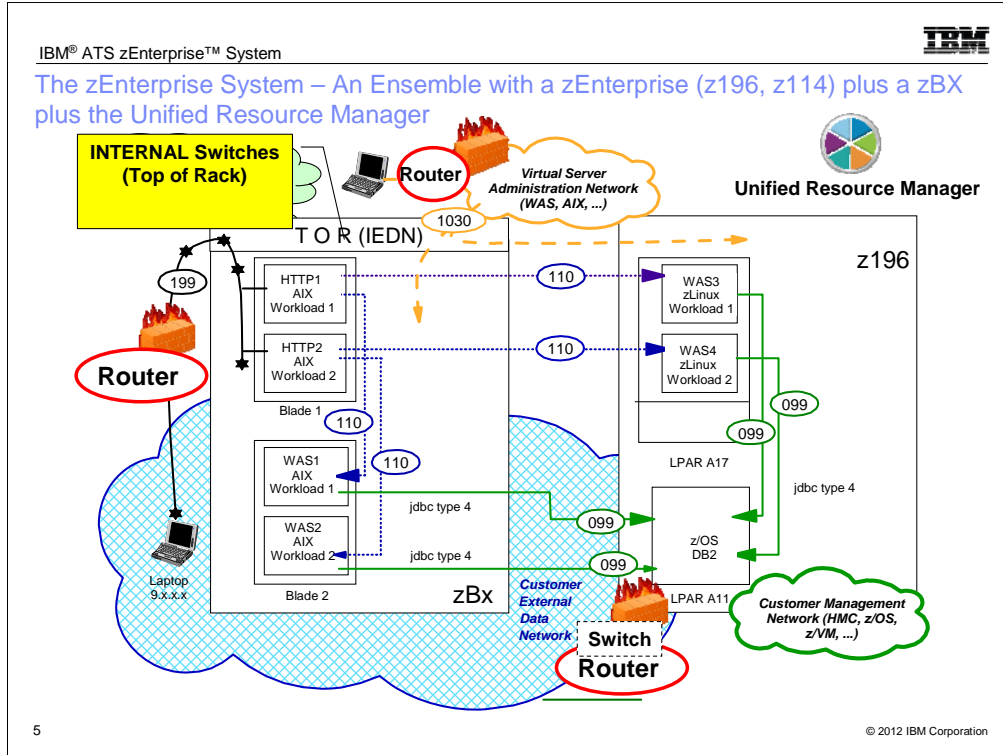 IBM® ATS zEnterprise™ System
IBM
The zEnterprise System – An Ensemble with a zEnterprise (z196, z114) plus a zBX
plus the Unified Resource Manager
INTERNAL Switches
(Top of Rack)
Router
Virtual Server
Administration Network
(WAS, AIX, ...)
Unified Resource Manager
1030
T O R (IEDN)
z196
199
HTTP1
AIX
Workload 1
110
WAS3
zLinux
Workload 1
HTTP2
AIX
Workload 2
110
WAS4
zLinux
Workload 2
Router
Blade 1
110
110
099
099
LPAR A17
WAS1
AIX
Workload 1
jdbc type 4
jdbc type 4
099
z/OS
DB2
WAS2
AIX
Workload 2
jdbc type 4
099
Laptop
9.x.x.x
Blade 2
zBx
Customer
External
Data
Network
LPAR A11
Customer Management
Network (HMC, z/OS,
z/VM, ...)
Switch
Router
5
© 2012 IBM Corporation